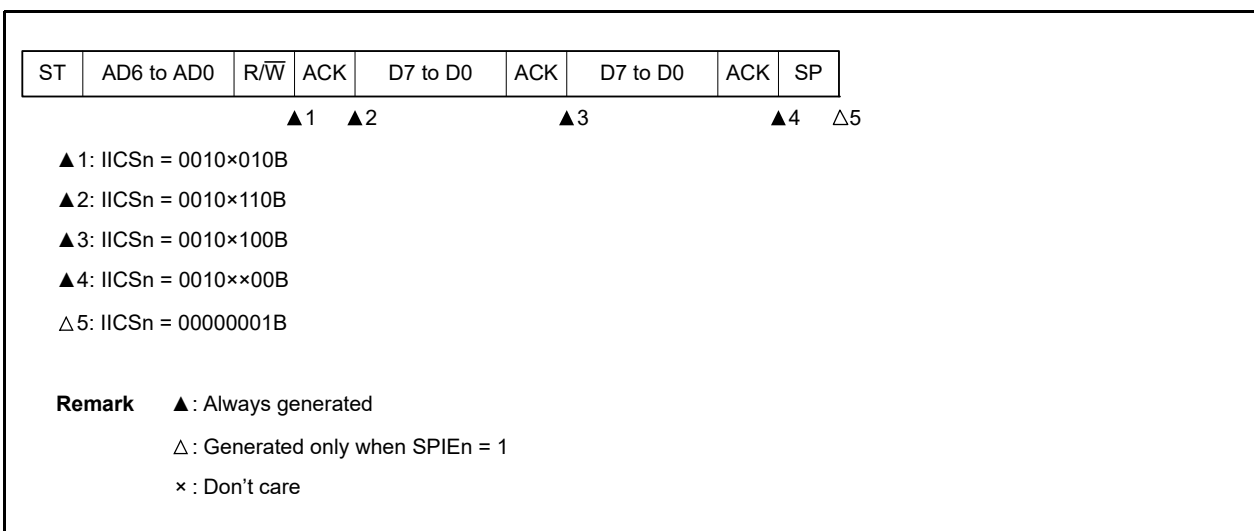 ST AD6 to AD0 R/W̅ ACK D7 to D0 ACK D7 to D0 ACK SP
▲1 ▲2 ▲3 ▲4 △5
▲1: IICSn = 0010×010B
▲2: IICSn = 0010×110B
▲3: IICSn = 0010×100B
▲4: IICSn = 0010××00B
△5: IICSn = 00000001B
Remark ▲: Always generated
△: Generated only when SPIEn = 1
×: Don’t care